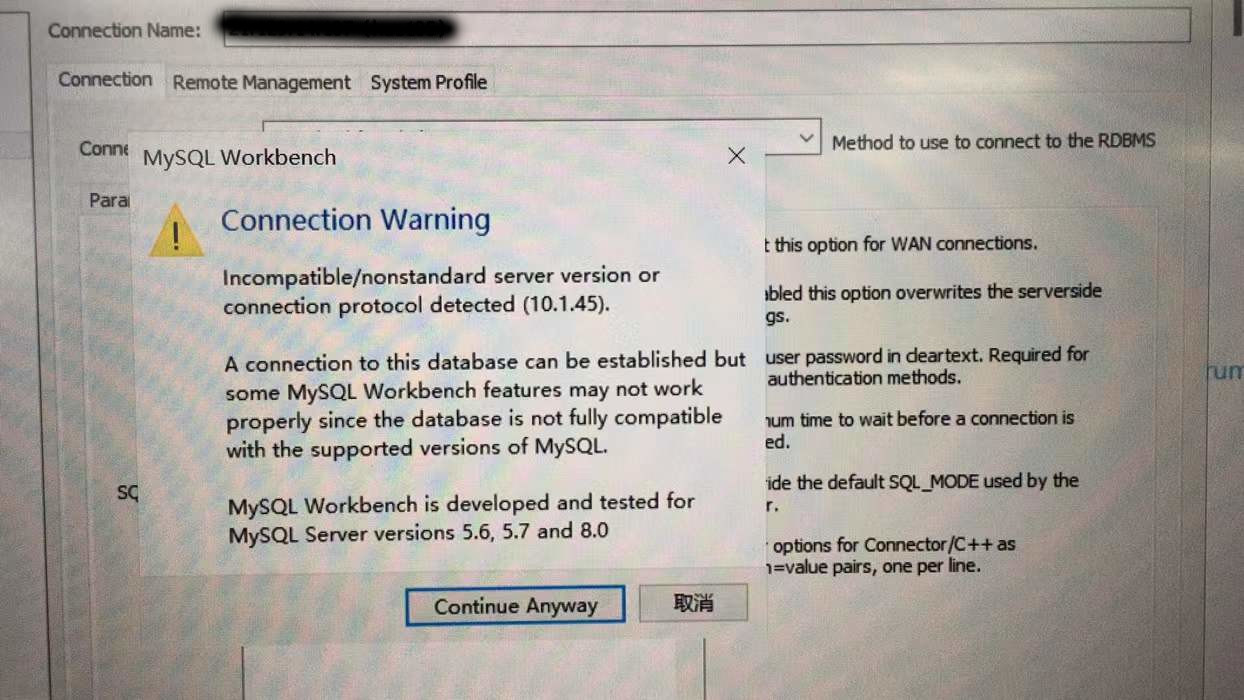 Connection Name:
Connection Remote Management System Profile
Conne
Method to use to connect to the RDBMS
MySQL Workbench
Para
Connection Warning
t this option for WAN connections.
Incompatible/nonstandard server version or
connection protocol detected (10.1.45).
bled this option overwrites the serverside
gs.
A connection to this database can be established but
some MySQL Workbench features may not work
properly since the database is not fully compatible
with the supported versions of MySQL.
user password in cleartext. Required for
authentication methods.
rum
num time to wait before a connection is
ed.
SQ
ide the default SQL_MODE used by the
r.
MySQL Workbench is developed and tested for
MySQL Server versions 5.6, 5.7 and 8.0
options for Connector/C++ as
n=value pairs, one per line.
Continue Anyway
取消